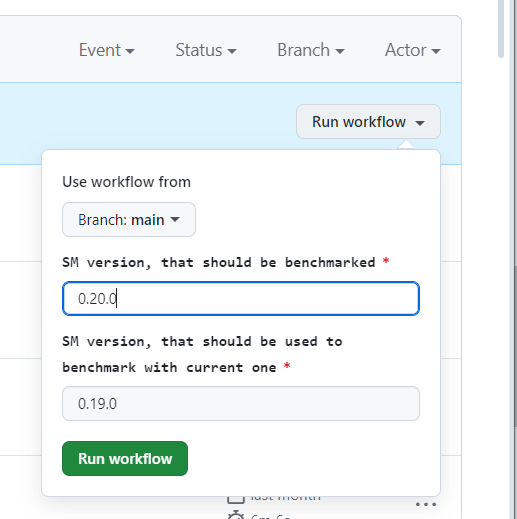 Event Status Branch Actor
Run workflow
Use workflow from
Branch: main
SM version, that should be benchmarked *
0.20.0
SM version, that should be used to
benchmark with current one *
0.19.0
Run workflow
last month
6m 6s